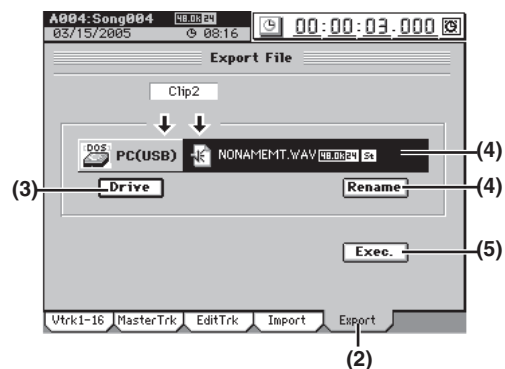 A004:Song004 48.0k 24 00:00:03.000
03/15/2005 08:16
Export File
Clip2
DOS PC(USB) NONAMEMT.WAV 48.0k 24 St (4)
(3) Drive Rename (4)
Exec. (5)
Vtrk1-16 MasterTrk EditTrk Import Export
(2)